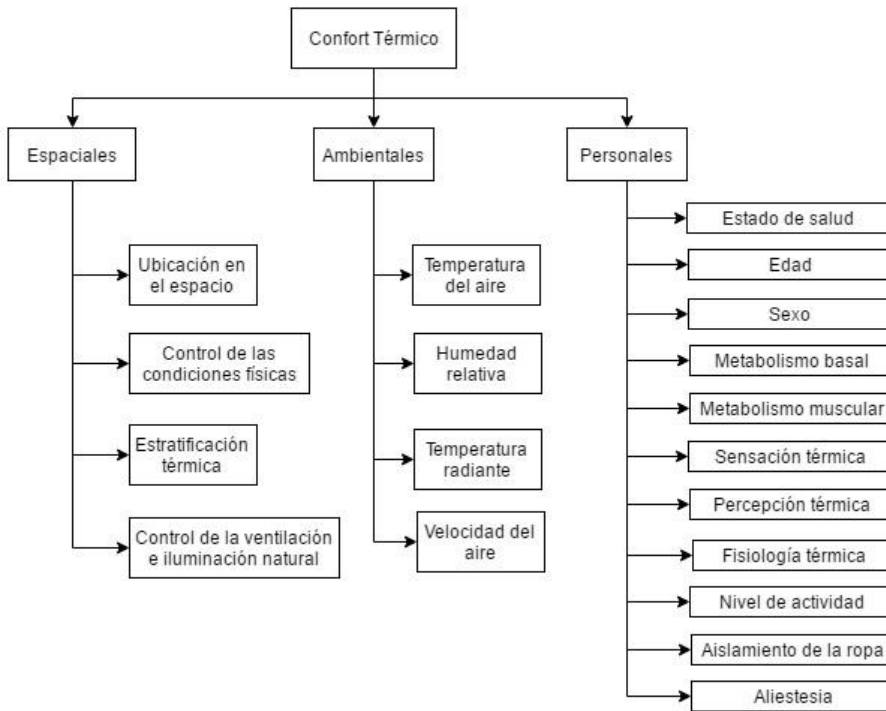 Confort Térmico
Espaciales
Ambientales
Personales
Ubicación en
el espacio
Control de las
condiciones físicas
Estratificación
térmica
Control de la ventilación
e iluminación natural
Temperatura
del aire
Humedad
relativa
Temperatura
radiante
Velocidad del
aire
Estado de salud
Edad
Sexo
Metabolismo basal
Metabolismo muscular
Sensación térmica
Percepción térmica
Fisiología térmica
Nivel de actividad
Aislamiento de la ropa
Aliestesia